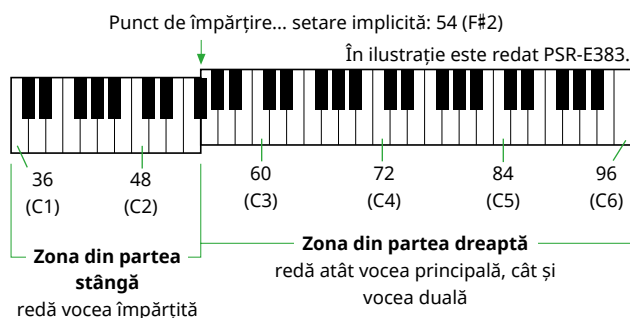 Punct de împărțire... setare implicită: 54 (F#2)
În ilustrație este redat PSR-E383.
36 48 60 72 84 96
(C1) (C2) (C3) (C4) (C5) (C6)
Zona din partea
stângă
redă vocea împărțită
Zona din partea dreaptă
redă atât vocea principală, cât și
vocea duală